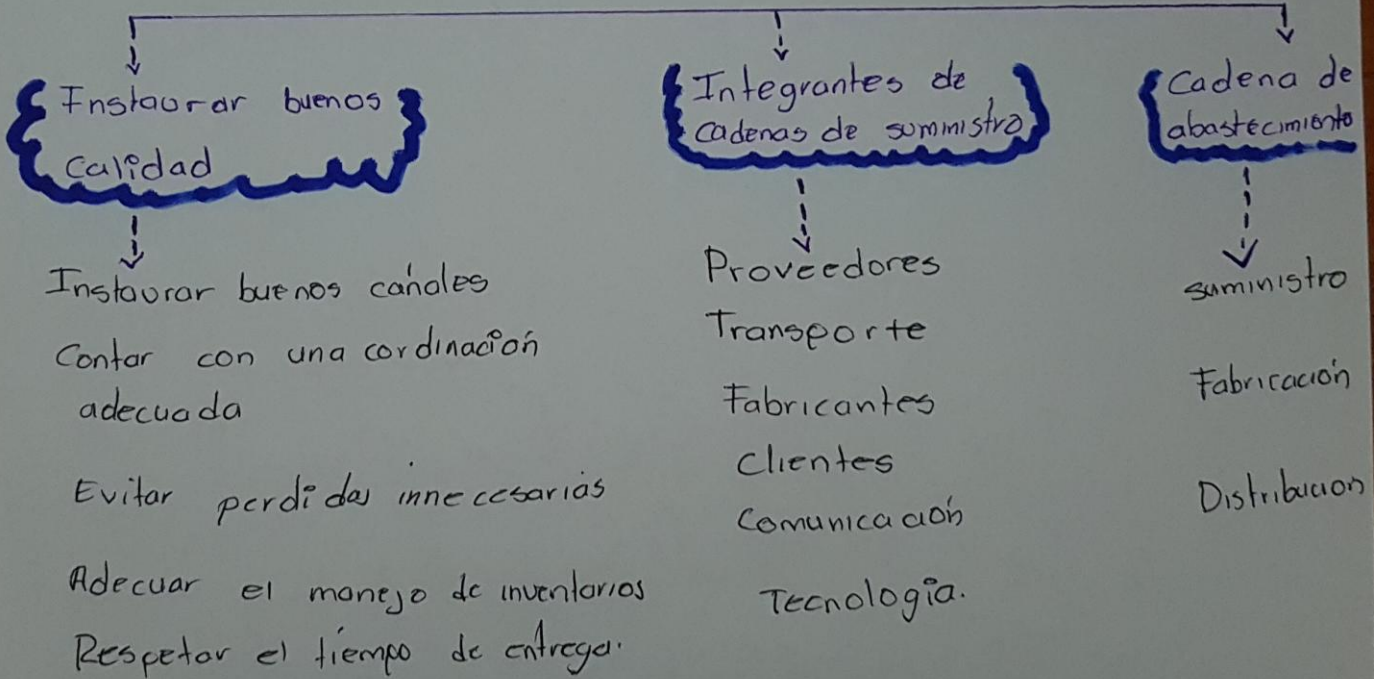 Instaurar buenos
calidad
Instaurar buenos canales
Contar con una cordinación
adecuada
Evitar perdidas innecesarias
Adecuar el manejo de inventarios
Respetar el tiempo de entrega.
Integrantes de
cadenas de suministro
Proveedores
Transporte
Fabricantes
Clientes
Comunicación
Tecnología.
Cadena de
abastecimiento
suministro
Fabricación
Distribucion